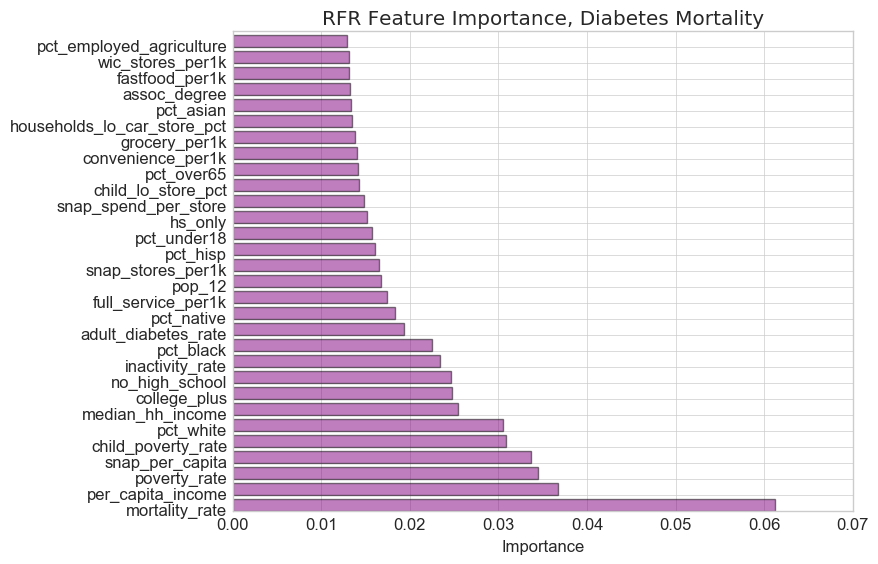 RFR Feature Importance, Diabetes Mortality
pct_employed_agriculture
wic_stores_per1k
fastfood_per1k
assoc_degree
pct_asian
households_lo_car_store_pct
grocery_per1k
convenience_per1k
pct_over65
child_lo_store_pct
snap_spend_per_store
hs_only
pct_under18
pct_hisp
snap_stores_per1k
pop_12
full_service_per1k
pct_native
adult_diabetes_rate
pct_black
inactivity_rate
no_high_school
college_plus
median_hh_income
pct_white
child_poverty_rate
snap_per_capita
poverty_rate
per_capita_income
mortality_rate
0.00 0.01 0.02 0.03 0.04 0.05 0.06 0.07
Importance